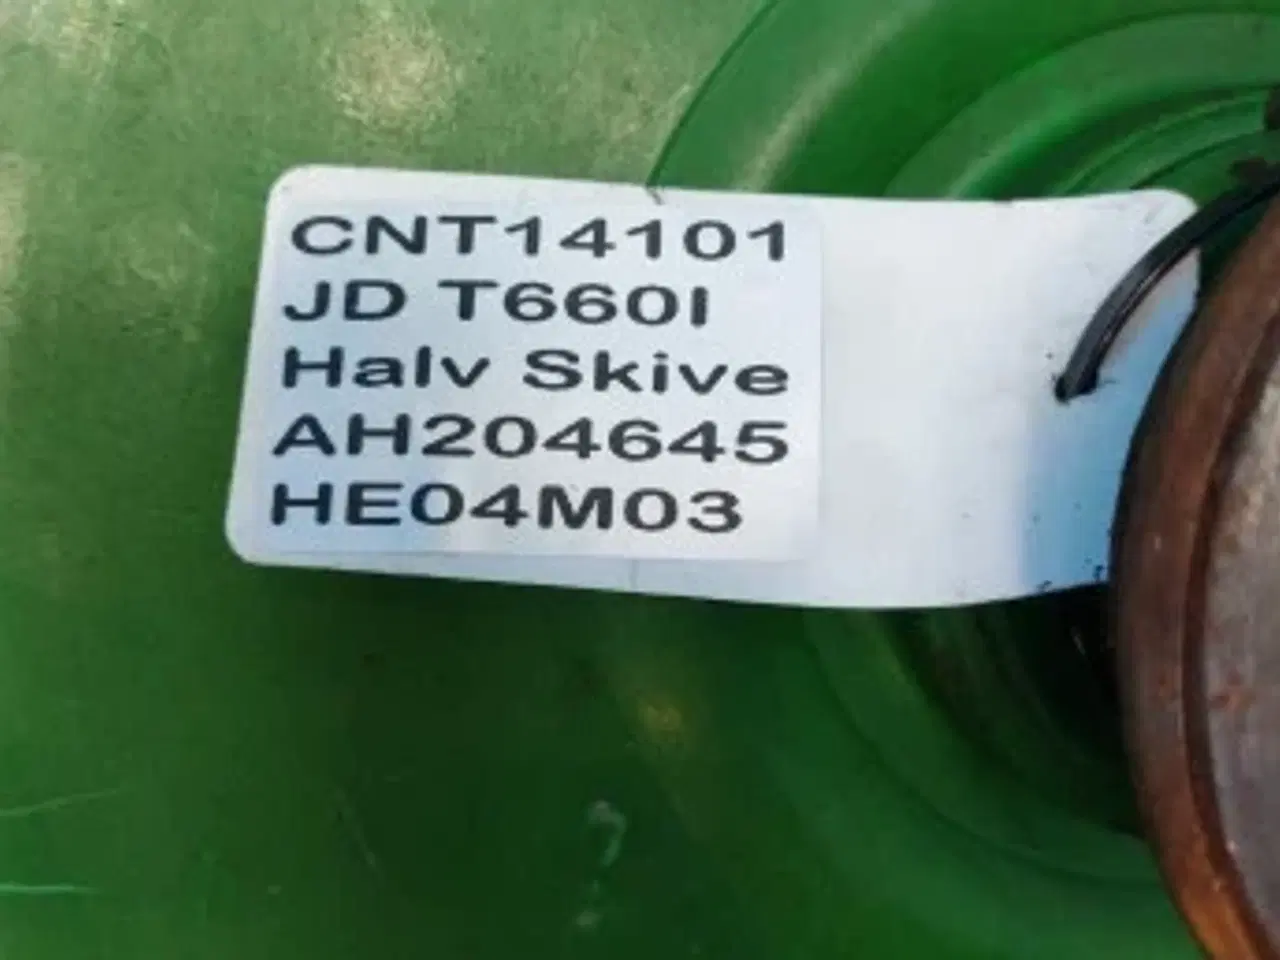 CNT14101
JD T660I
Halv Skive
AH204645
HE04M03